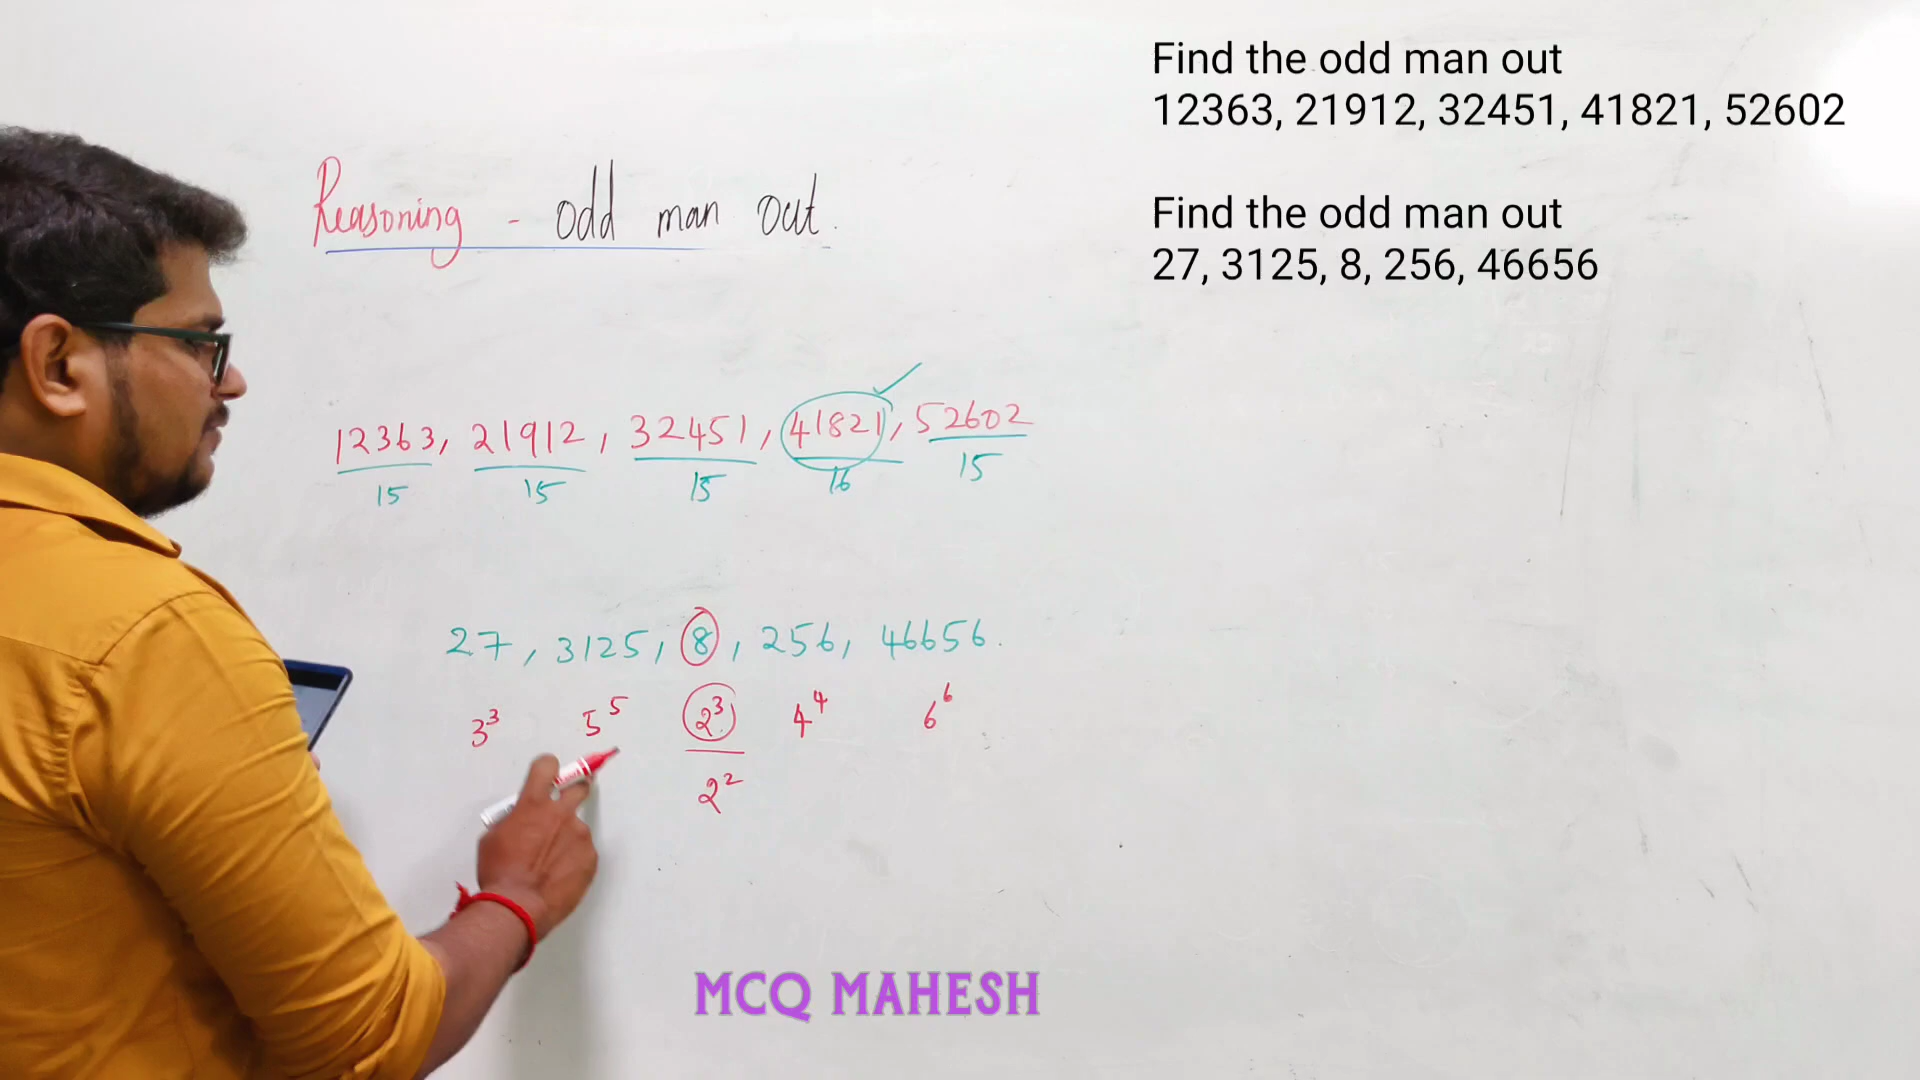 Find the odd man out
12363, 21912, 32451, 41821, 52602
Find the odd man out
27, 3125, 8, 256, 46656
Reasoning - odd man out.
12363, 21912, 32451, 41821, 52602
15 15 15 16 15
27, 3125, 8, 256, 46656.
3³ 5⁵ 2³ 4⁴ 6⁶
2²
MCQ MAHESH